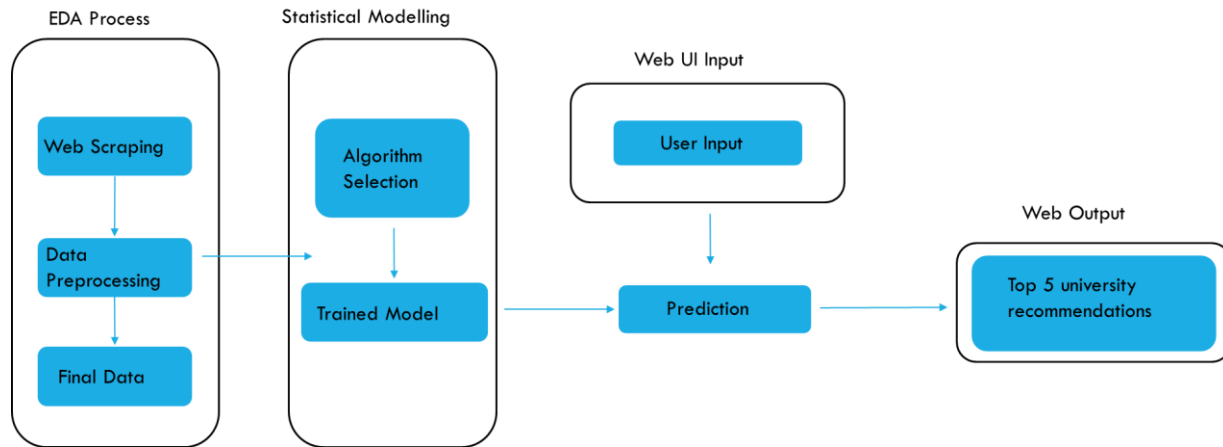 EDA Process
Web Scraping
Data
Preprocessing
Final Data
Statistical Modelling
Algorithm
Selection
Trained Model
Web UI Input
User Input
Prediction
Web Output
Top 5 university
recommendations